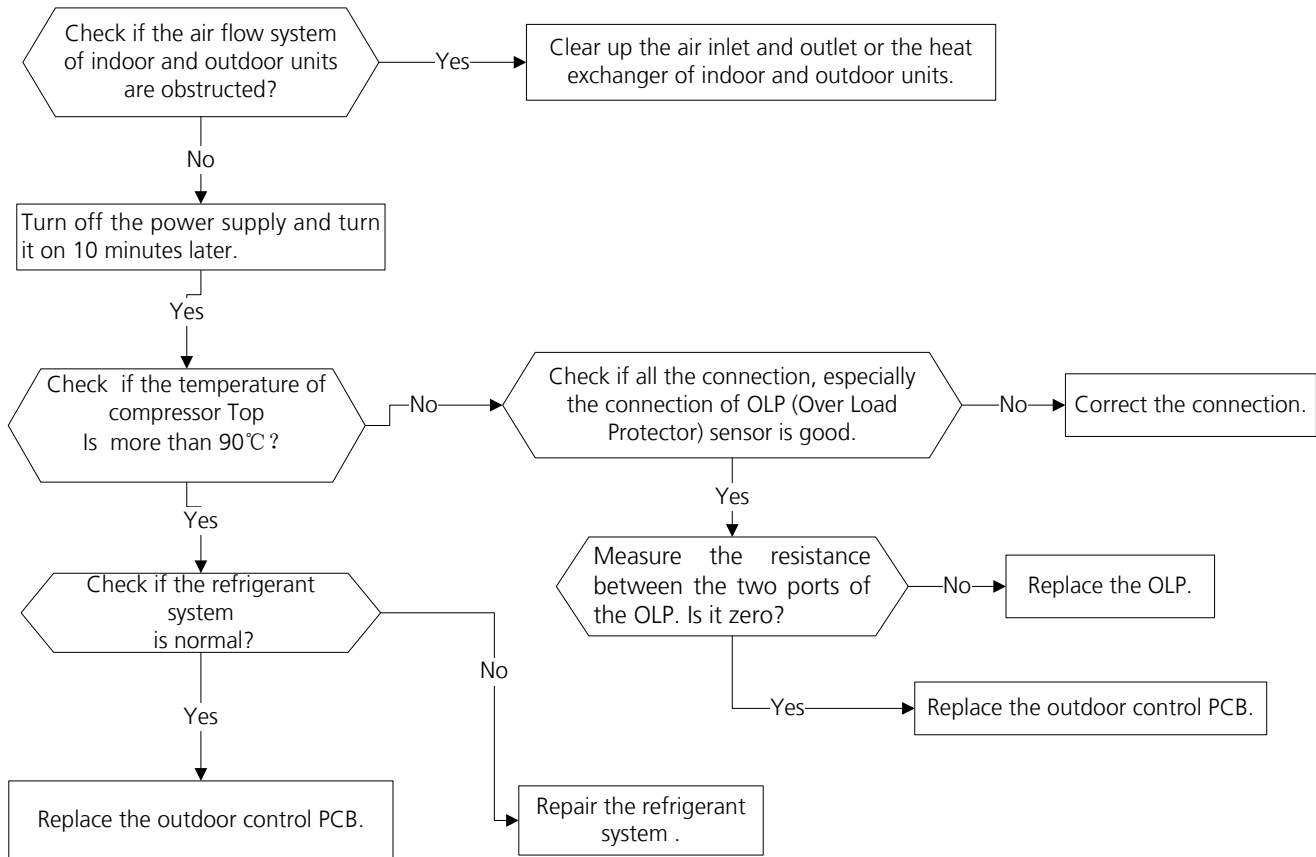 Check if the air flow system
of indoor and outdoor units
are obstructed?
Yes
Clear up the air inlet and outlet or the heat
exchanger of indoor and outdoor units.
No
Turn off the power supply and turn
it on 10 minutes later.
Yes
Check if the temperature of
compressor Top
Is more than 90℃?
No
Check if all the connection, especially
the connection of OLP (Over Load
Protector) sensor is good.
No
Correct the connection.
Yes
Yes
Measure the resistance
between the two ports of
the OLP. Is it zero?
No
Replace the OLP.
Check if the refrigerant
system
is normal?
No
Yes
Yes
Replace the outdoor control PCB.
Replace the outdoor control PCB.
Repair the refrigerant
system .